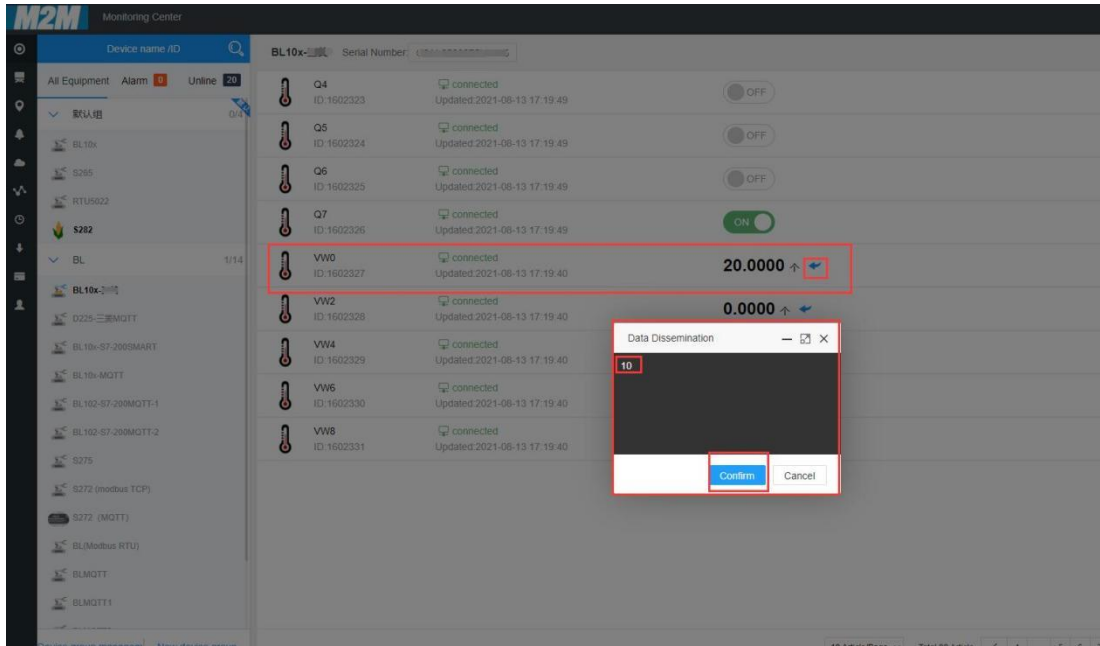 M2M Monitoring Center
Device name /ID
All Equipment Alarm 0 Unline 20
默认组 0/4
BL10x
S265
RTU5022
S282
BL 1/14
BL10x-
D225-三菱MQTT
BL10x-S7-200SMART
BL10x-MQTT
BL102-S7-200MQTT-1
BL102-S7-200MQTT-2
S275
S272 (modbus TCP)
S272 (MQTT)
BL(Modbus RTU)
BLMQTT
BLMQTT1
BL10x- Serial Number:
Q4 connected OFF
ID:1602323 Updated:2021-08-13 17:19:49
Q5 connected OFF
ID:1602324 Updated:2021-08-13 17:19:49
Q6 connected OFF
ID:1602325 Updated:2021-08-13 17:19:49
Q7 connected ON
ID:1602326 Updated:2021-08-13 17:19:49
VW0 connected 20.0000 个
ID:1602327 Updated:2021-08-13 17:19:40
VW2 connected 0.0000 个
ID:1602328 Updated:2021-08-13 17:19:40
VW4 connected
ID:1602329 Updated:2021-08-13 17:19:40
VW6 connected
ID:1602330 Updated:2021-08-13 17:19:40
VW8 connected
ID:1602331 Updated:2021-08-13 17:19:40
Data Dissemination
10
Confirm Cancel